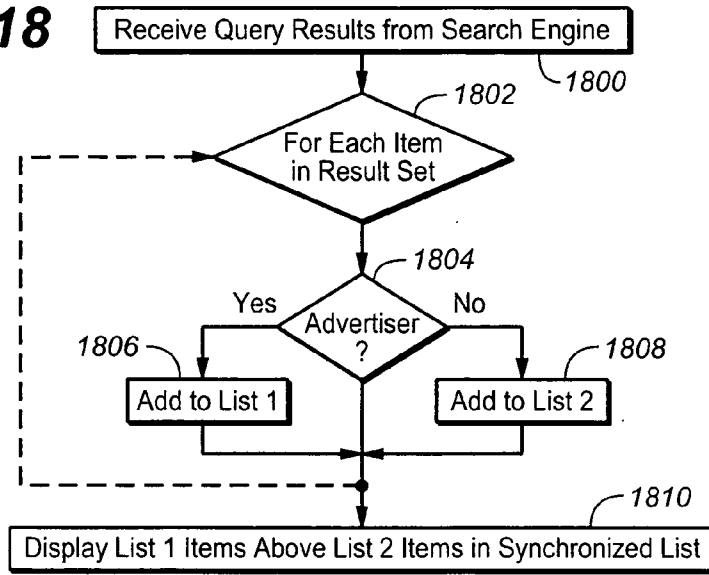 18
Receive Query Results from Search Engine
1800
1802
For Each Item
in Result Set
1804
Yes
No
Advertiser
?
1806
1808
Add to List 1
Add to List 2
1810
Display List 1 Items Above List 2 Items in Synchronized List